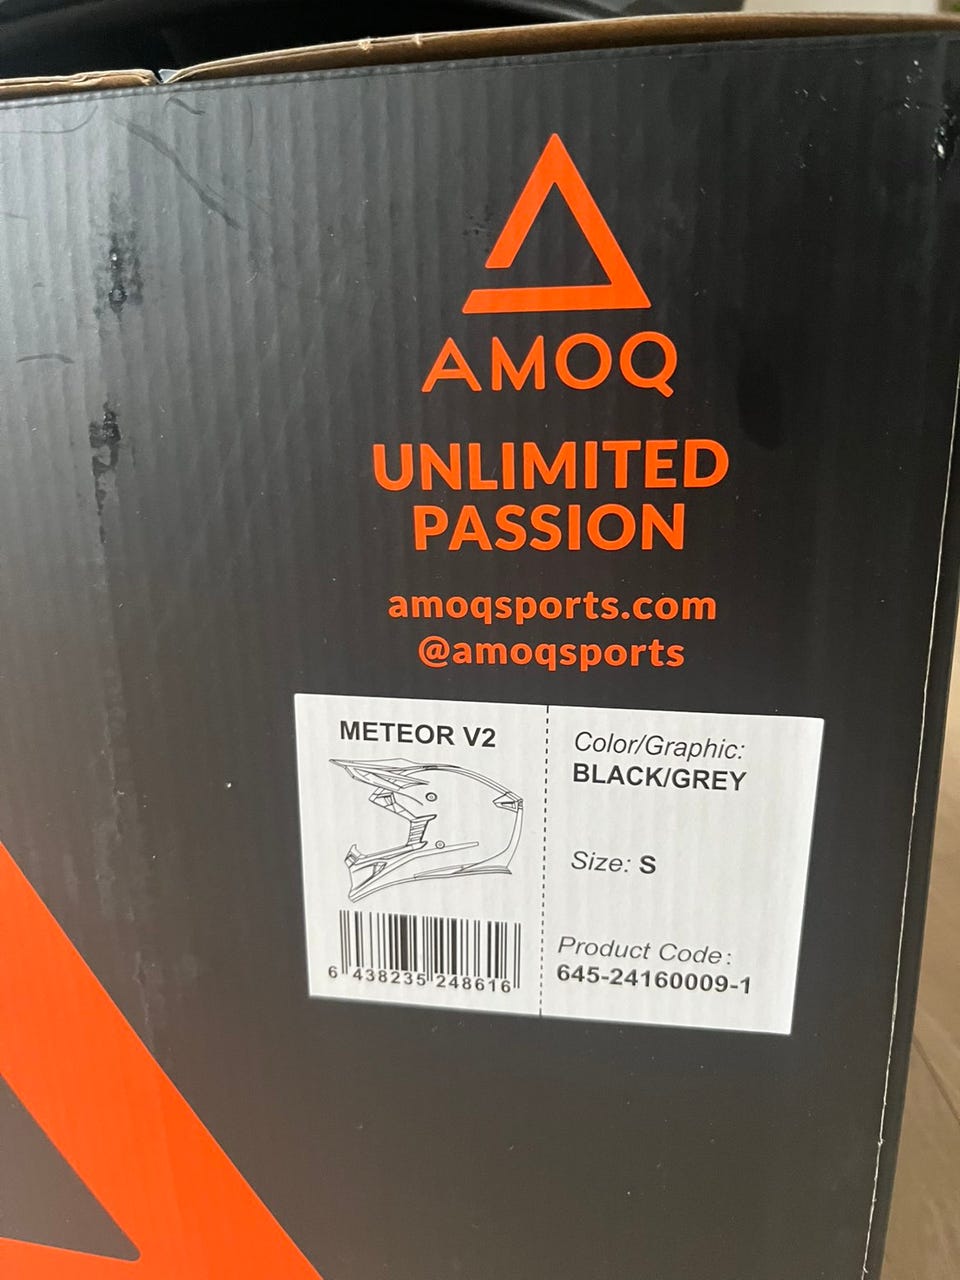 AMOQ
UNLIMITED
PASSION
amoqsports.com
@amoqsports
METEOR V2
6 438235 248616
Color/Graphic:
BLACK/GREY
Size: S
Product Code:
645-24160009-1